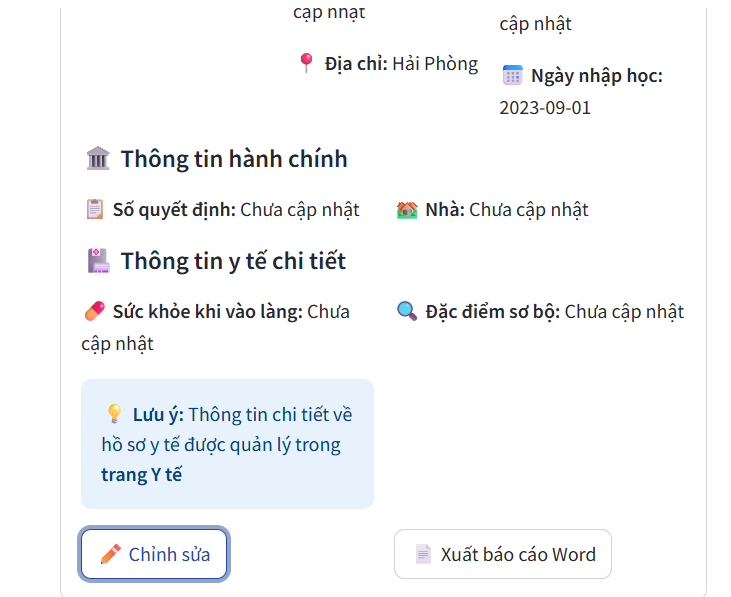 cập nhật
cập nhật
Địa chỉ: Hải Phòng
Ngày nhập học:
2023-09-01
Thông tin hành chính
Số quyết định: Chưa cập nhật
Nhà: Chưa cập nhật
Thông tin y tế chi tiết
Sức khỏe khi vào làng: Chưa
cập nhật
Đặc điểm sơ bộ: Chưa cập nhật
Lưu ý: Thông tin chi tiết về
hồ sơ y tế được quản lý trong
trang Y tế
Chỉnh sửa
Xuất báo cáo Word